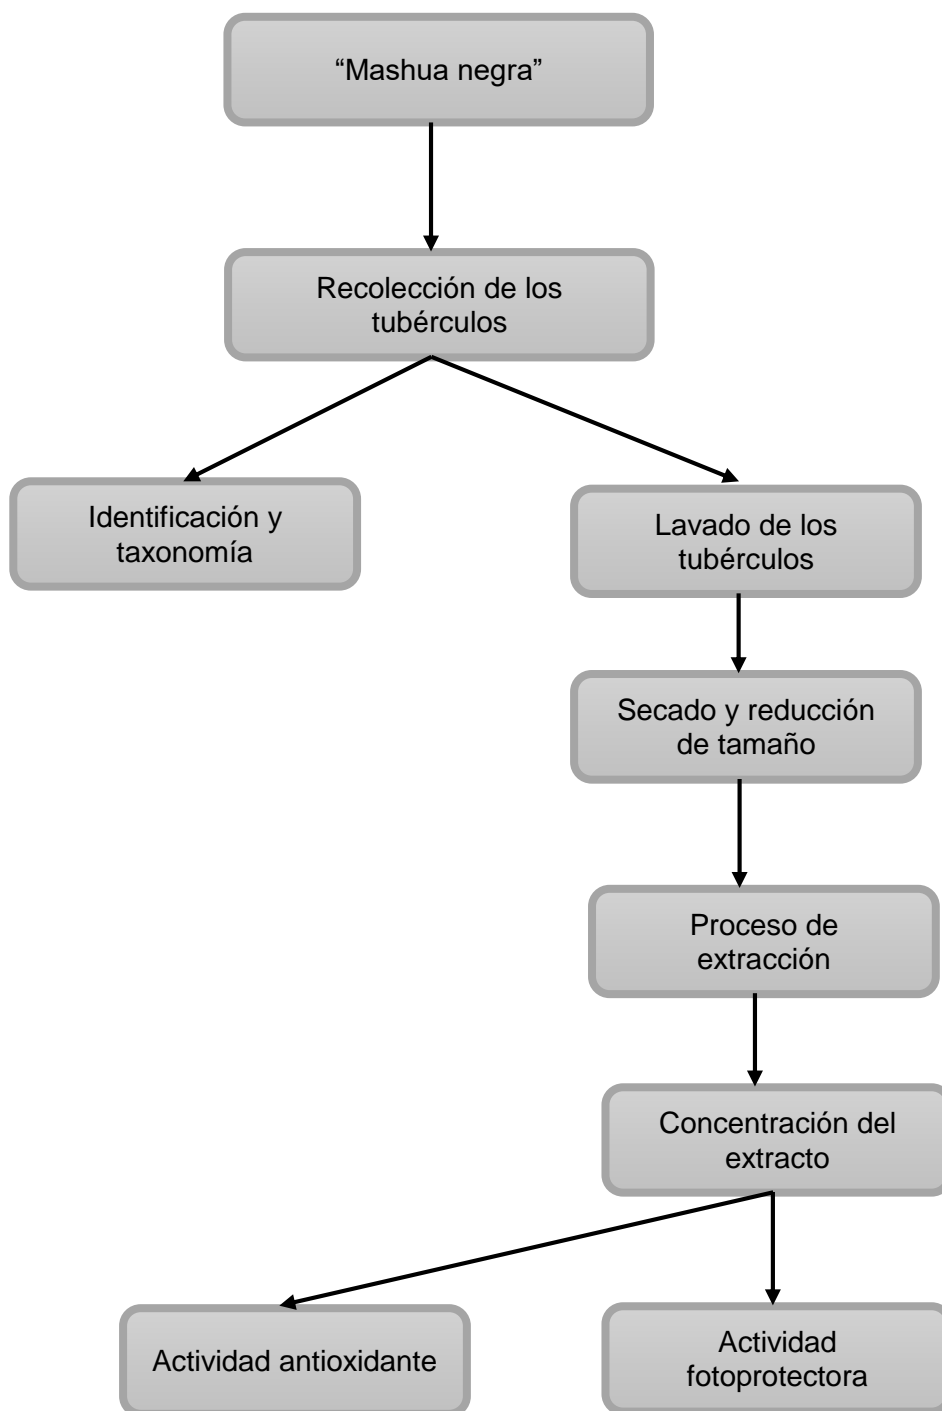 “Mashua negra”
Recolección de los
tubérculos
Identificación y
taxonomía
Lavado de los
tubérculos
Secado y reducción
de tamaño
Proceso de
extracción
Concentración del
extracto
Actividad antioxidante
Actividad
fotoprotectora